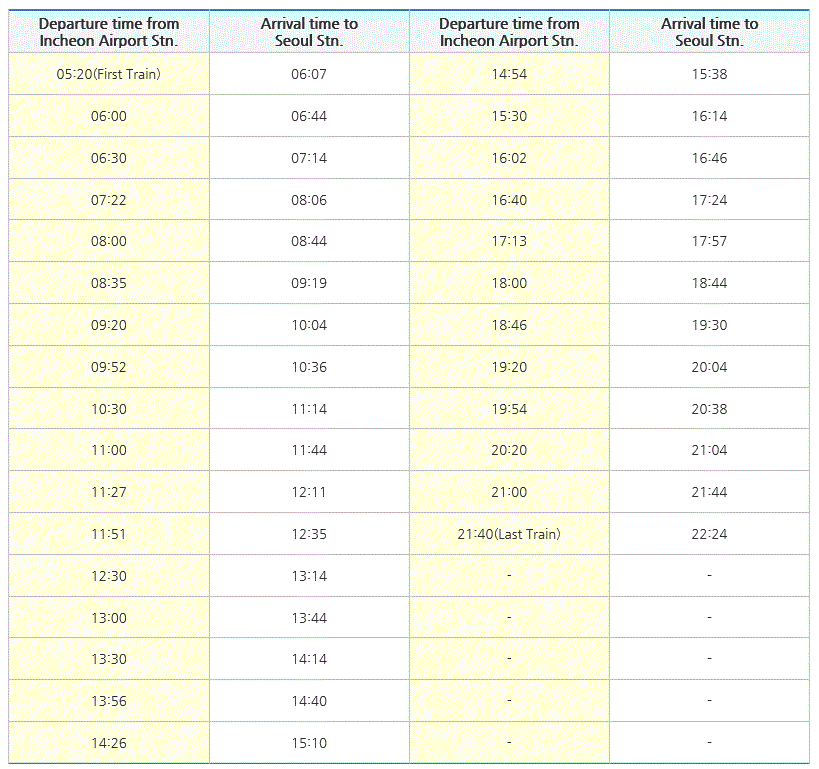 Departure time from Incheon Airport Stn. Arrival time to Seoul Stn. Departure time from Incheon Airport Stn. Arrival time to Seoul Stn.
05:20(First Train) 06:07 14:54 15:38
06:00 06:44 15:30 16:14
06:30 07:14 16:02 16:46
07:22 08:06 16:40 17:24
08:00 08:44 17:13 17:57
08:35 09:19 18:00 18:44
09:20 10:04 18:46 19:30
09:52 10:36 19:20 20:04
10:30 11:14 19:54 20:38
11:00 11:44 20:20 21:04
11:27 12:11 21:00 21:44
11:51 12:35 21:40(Last Train) 22:24
12:30 13:14 - -
13:00 13:44 - -
13:30 14:14 - -
13:56 14:40 - -
14:26 15:10 - -